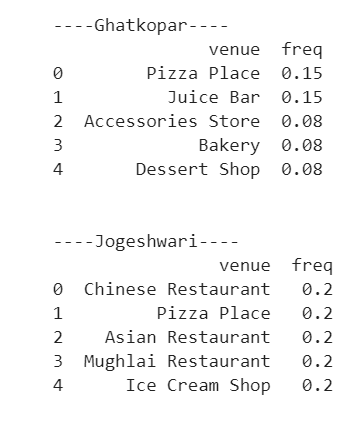 ----Ghatkopar----
venue freq
0 Pizza Place 0.15
1 Juice Bar 0.15
2 Accessories Store 0.08
3 Bakery 0.08
4 Dessert Shop 0.08
----Jogeshwari----
venue freq
0 Chinese Restaurant 0.2
1 Pizza Place 0.2
2 Asian Restaurant 0.2
3 Mughlai Restaurant 0.2
4 Ice Cream Shop 0.2